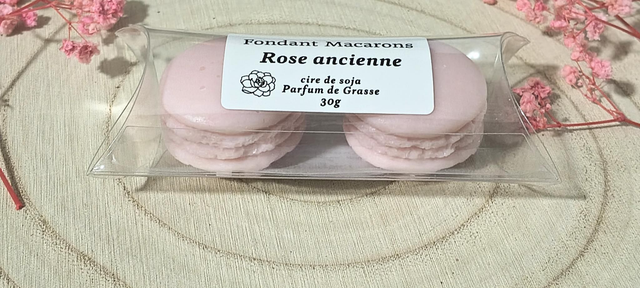 Fondant Macarons
Rose ancienne
cire de soja
Parfum de Grasse
30g